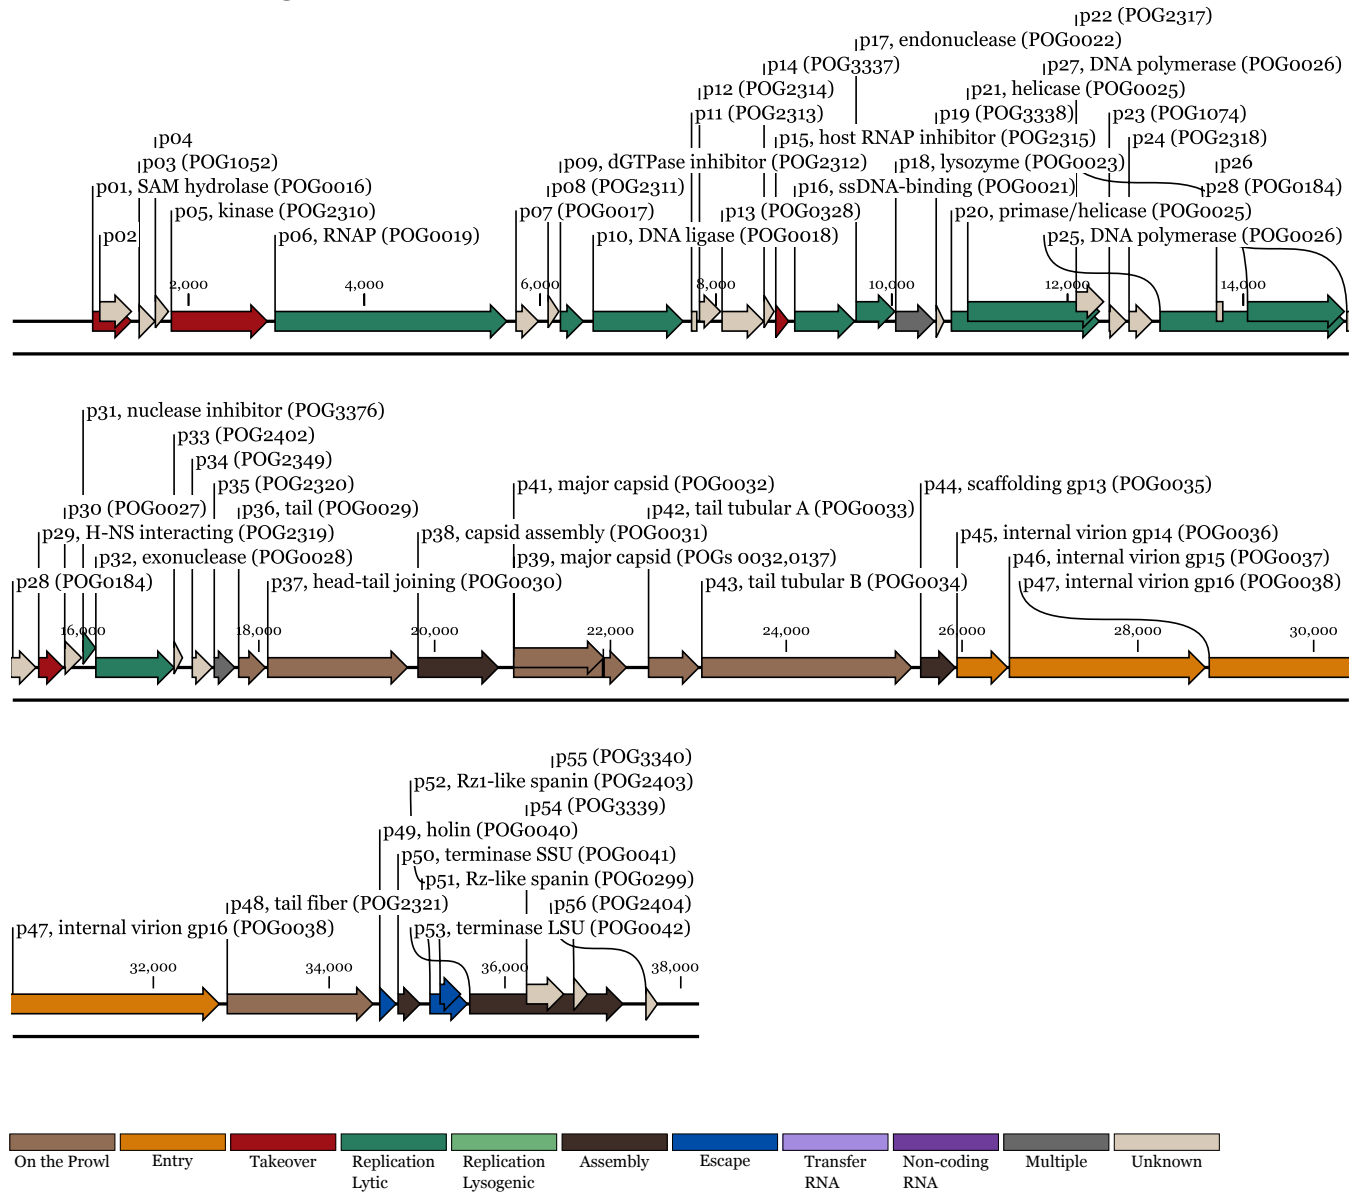 p22 (POG2317)
p17, endonuclease (POG0022)
p14 (POG3337)
p27, DNA polymerase (POG0026)
p12 (POG2314)
p21, helicase (POG0025)
p11 (POG2313)
p19 (POG3338)
p23 (POG1074)
p04
p15, host RNAP inhibitor (POG2315)
p24 (POG2318)
p03 (POG1052)
p09, dGTPase inhibitor (POG2312)
p18, lysozyme (POG0023)
p26
p01, SAM hydrolase (POG0016)
p08 (POG2311)
p16, ssDNA-binding (POG0021)
p28 (POG0184)
p05, kinase (POG2310)
p07 (POG0017)
p13 (POG0328)
p20, primase/helicase (POG0025)
p02
p06, RNAP (POG0019)
p10, DNA ligase (POG0018)
p25, DNA polymerase (POG0026)
2,000
4,000
6,000
8,000
10,000
12,000
14,000
p31, nuclease inhibitor (POG3376)
p33 (POG2402)
p34 (POG2349)
p35 (POG2320)
p41, major capsid (POG0032)
p44, scaffolding gp13 (POG0035)
p30 (POG0027)
p36, tail (POG0029)
p42, tail tubular A (POG0033)
p29, H-NS interacting (POG2319)
p38, capsid assembly (POG0031)
p45, internal virion gp14 (POG0036)
p32, exonuclease (POG0028)
p39, major capsid (POGs 0032,0137)
p46, internal virion gp15 (POG0037)
p28 (POG0184)
p37, head-tail joining (POG0030)
p43, tail tubular B (POG0034)
p47, internal virion gp16 (POG0038)
16,000
18,000
20,000
22,000
24,000
26,000
28,000
30,000
p55 (POG3340)
p52, Rz1-like spanin (POG2403)
p54 (POG3339)
p49, holin (POG0040)
p50, terminase SSU (POG0041)
p51, Rz-like spanin (POG0299)
p48, tail fiber (POG2321)
p56 (POG2404)
p47, internal virion gp16 (POG0038)
p53, terminase LSU (POG0042)
32,000
34,000
36,000
38,000
On the Prowl
Entry
Takeover
Replication
Lytic
Replication
Lysogenic
Assembly
Escape
Transfer
RNA
Non-coding
RNA
Multiple
Unknown